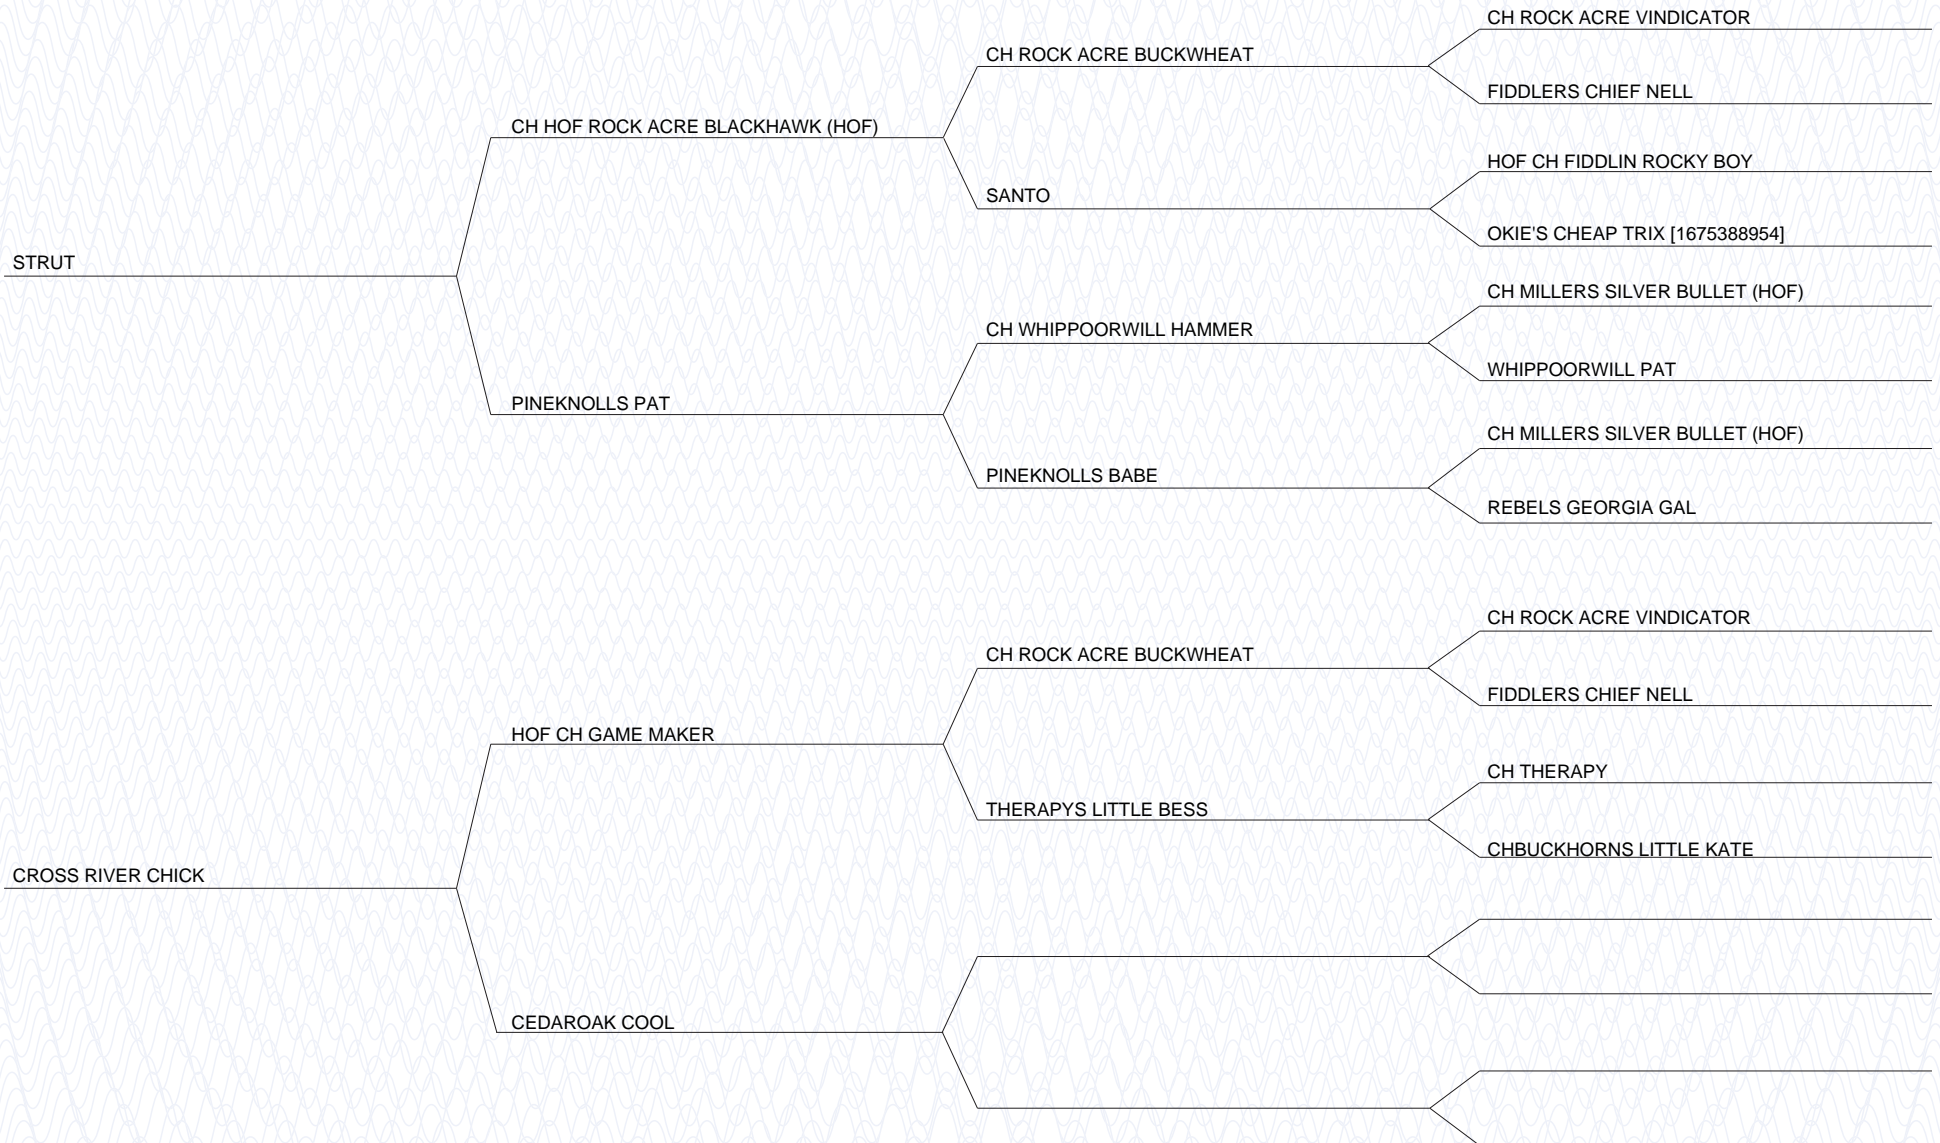 CH ROCK ACRE VINDICATOR
CH ROCK ACRE BUCKWHEAT
FIDDLERS CHIEF NELL
CH HOF ROCK ACRE BLACKHAWK (HOF)
HOF CH FIDDLIN ROCKY BOY
SANTO
OKIE'S CHEAP TRIX [1675388954]
STRUT
CH MILLERS SILVER BULLET (HOF)
CH WHIPPOORWILL HAMMER
WHIPPOORWILL PAT
PINEKNOLLS PAT
CH MILLERS SILVER BULLET (HOF)
PINEKNOLLS BABE
REBELS GEORGIA GAL
CH ROCK ACRE VINDICATOR
CH ROCK ACRE BUCKWHEAT
FIDDLERS CHIEF NELL
HOF CH GAME MAKER
CH THERAPY
THERAPYS LITTLE BESS
CHBUCKHORNS LITTLE KATE
CROSS RIVER CHICK
CEDAROAK COOL